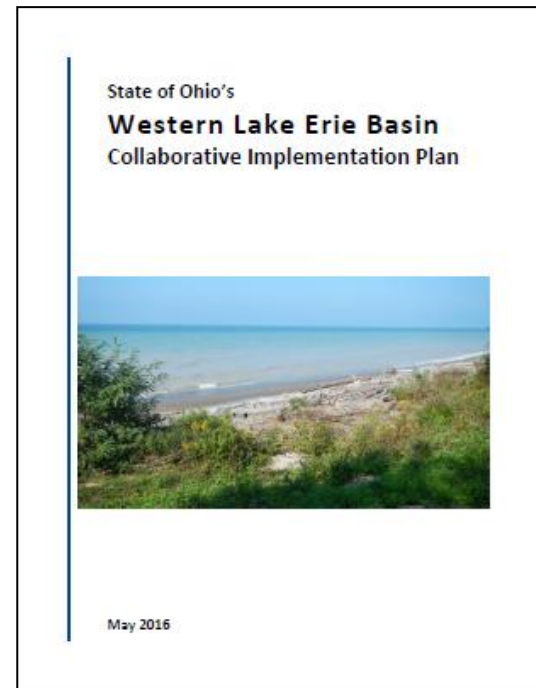 State of Ohio's
Western Lake Erie Basin
Collaborative Implementation Plan
May 2016